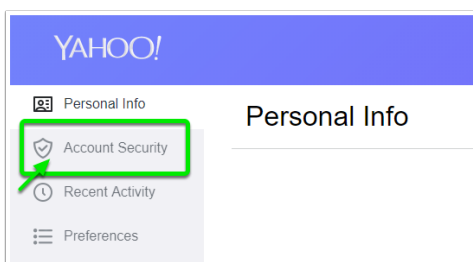 YAHOO!
Personal Info
Personal Info
Account Security
Recent Activity
Preferences